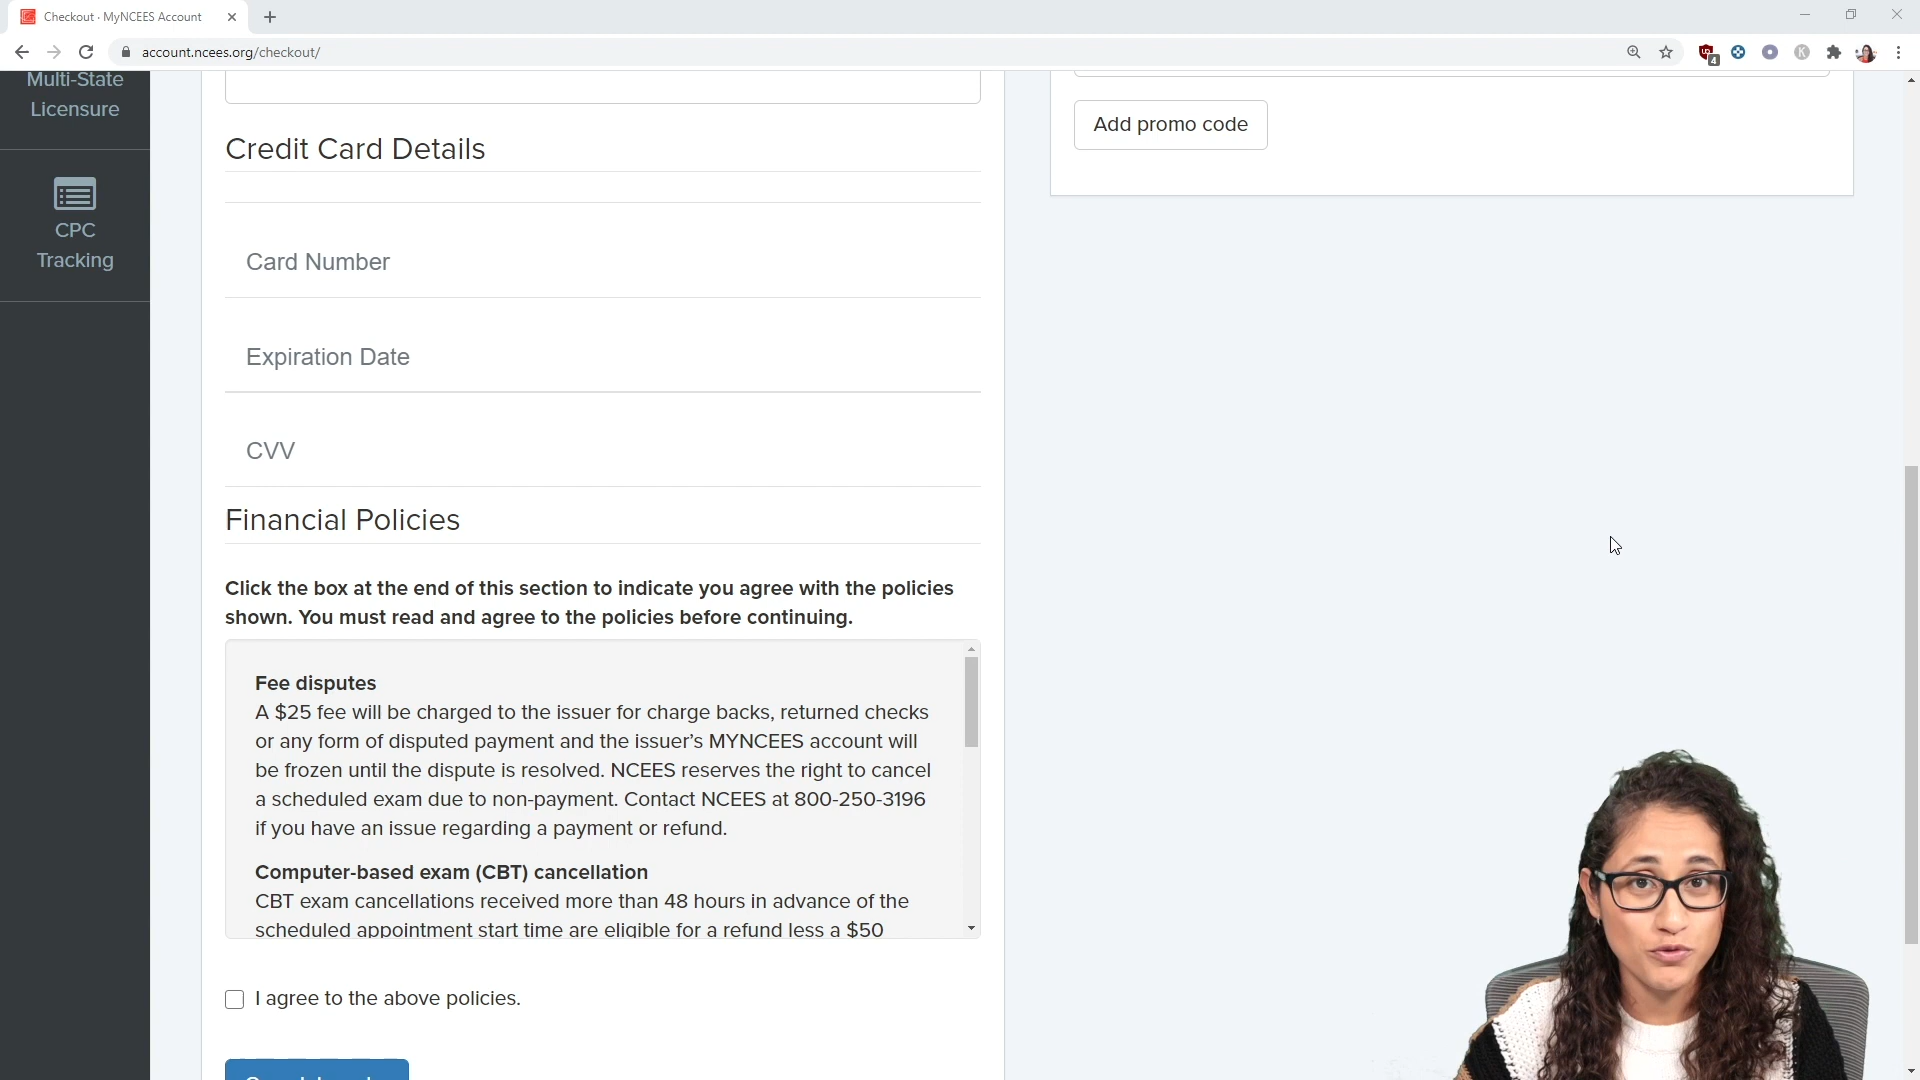 Checkout · MyNCEES Account
account.ncees.org/checkout/
4
K
Multi-State
Licensure
CPC
Tracking
Add promo code
Credit Card Details
Card Number
Expiration Date
CVV
Financial Policies
Click the box at the end of this section to indicate you agree with the policies
shown. You must read and agree to the policies before continuing.
Fee disputes
A $25 fee will be charged to the issuer for charge backs, returned checks
or any form of disputed payment and the issuer's MYNCEES account will
be frozen until the dispute is resolved. NCEES reserves the right to cancel
a scheduled exam due to non-payment. Contact NCEES at 800-250-3196
if you have an issue regarding a payment or refund.
Computer-based exam (CBT) cancellation
CBT exam cancellations received more than 48 hours in advance of the
scheduled appointment start time are eligible for a refund less a $50
I agree to the above policies.